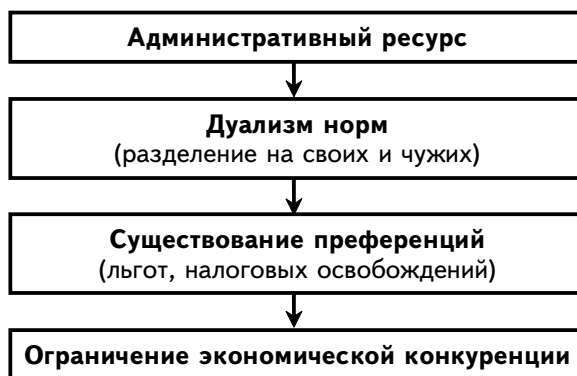 Административный ресурс
Дуализм норм
(разделение на своих и чужих)
Существование преференций
(льгот, налоговых освобождений)
Ограничение экономической конкуренции